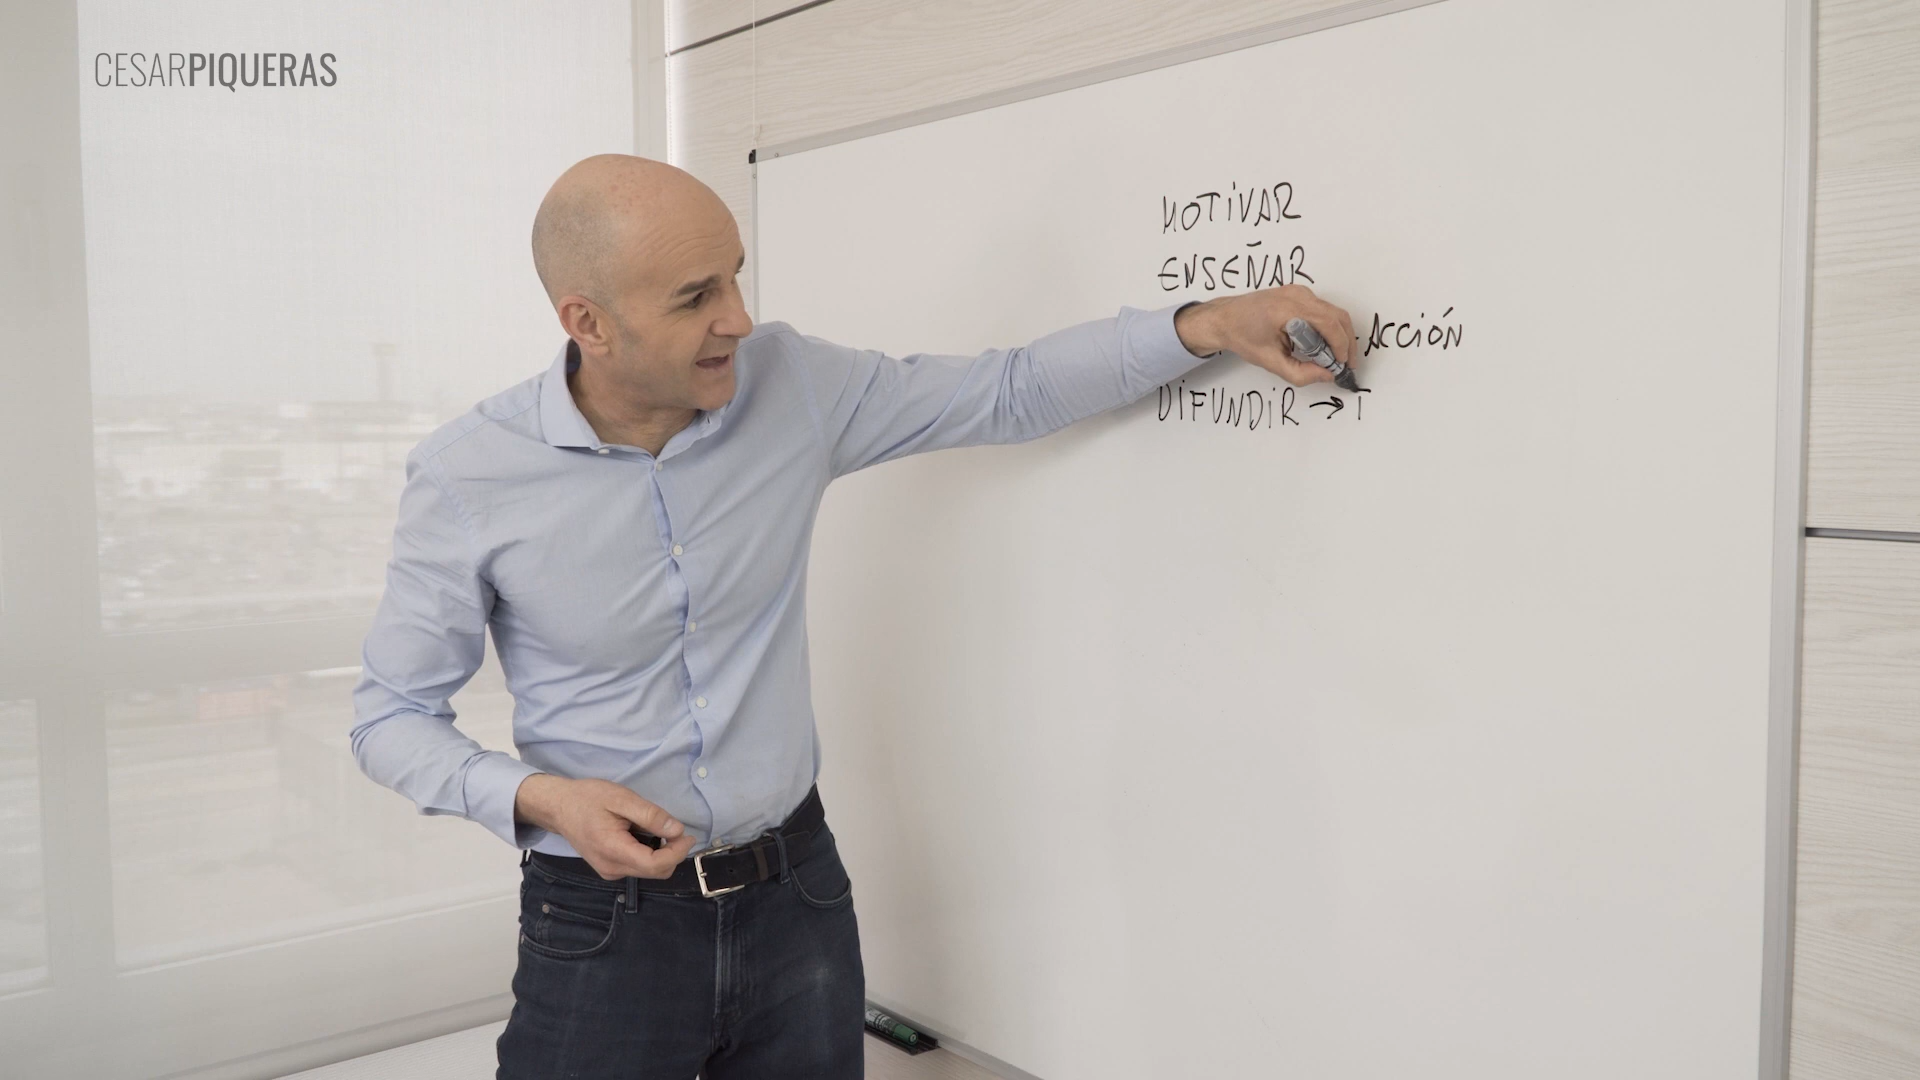 CESARPIQUERAS
MOTIVAR
ENSEÑAR
ACCIÓN
DIFUNDIR → T